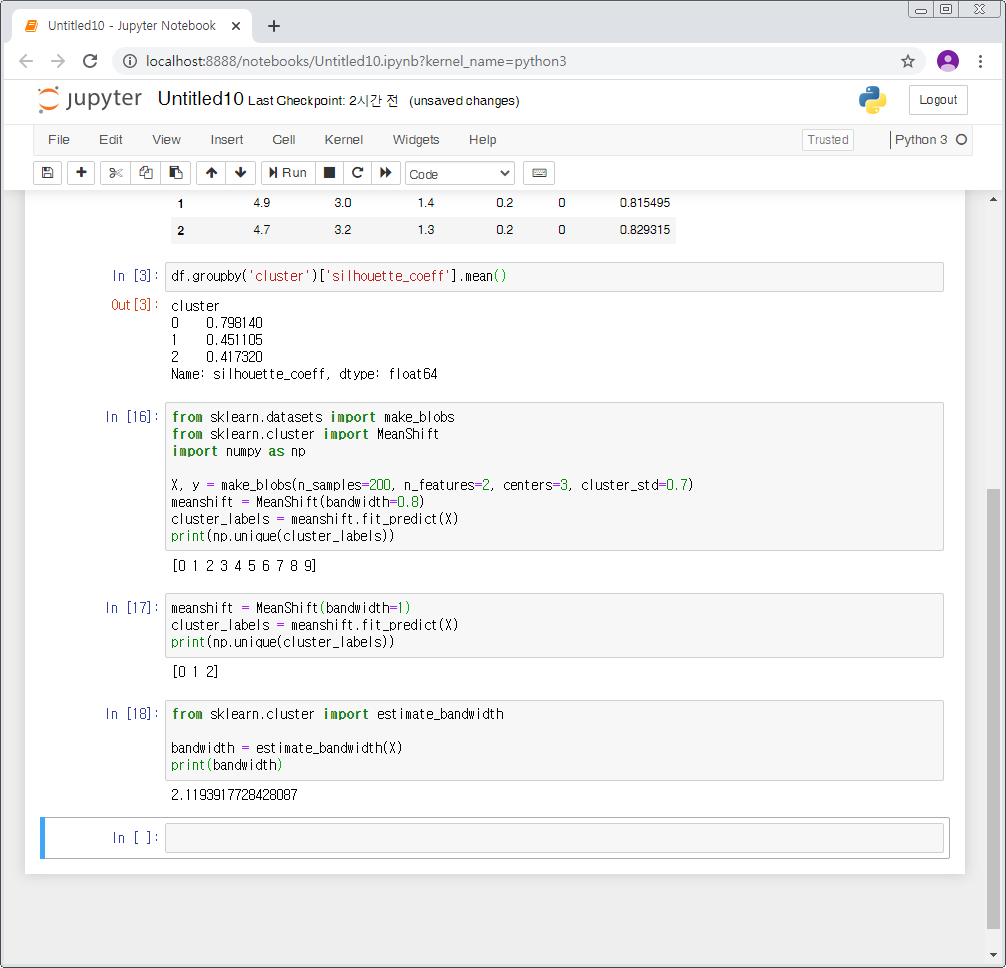 Untitled10 - Jupyter Notebook
localhost:8888/notebooks/Untitled10.ipynb?kernel_name=python3
jupyter Untitled10 Last Checkpoint: 2시간 전 (unsaved changes) Logout
File Edit View Insert Cell Kernel Widgets Help Trusted Python 3
Run Code
1 4.9 3.0 1.4 0.2 0 0.815495
2 4.7 3.2 1.3 0.2 0 0.829315
In [3]: df.groupby('cluster')['silhouette_coeff'].mean()
Out[3]: cluster
0 0.798140
1 0.451105
2 0.417320
Name: silhouette_coeff, dtype: float64
In [16]: from sklearn.datasets import make_blobs
from sklearn.cluster import MeanShift
import numpy as np
X, y = make_blobs(n_samples=200, n_features=2, centers=3, cluster_std=0.7)
meanshift = MeanShift(bandwidth=0.8)
cluster_labels = meanshift.fit_predict(X)
print(np.unique(cluster_labels))
[0 1 2 3 4 5 6 7 8 9]
In [17]: meanshift = MeanShift(bandwidth=1)
cluster_labels = meanshift.fit_predict(X)
print(np.unique(cluster_labels))
[0 1 2]
In [18]: from sklearn.cluster import estimate_bandwidth
bandwidth = estimate_bandwidth(X)
print(bandwidth)
2.1193917728428087
In [ ]: